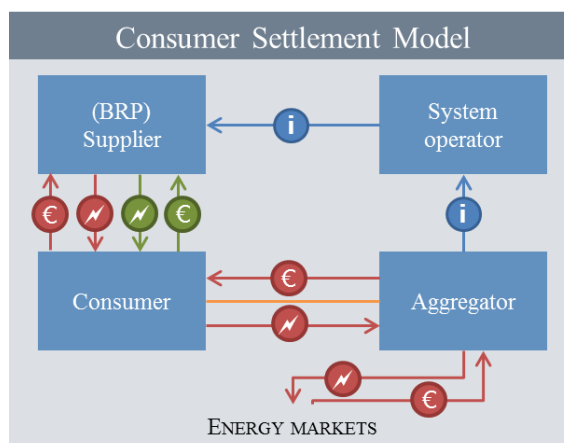 Consumer Settlement Model
(BRP)
Supplier
System
operator
i
€
€
i
Consumer
€
Aggregator
€
ENERGY MARKETS